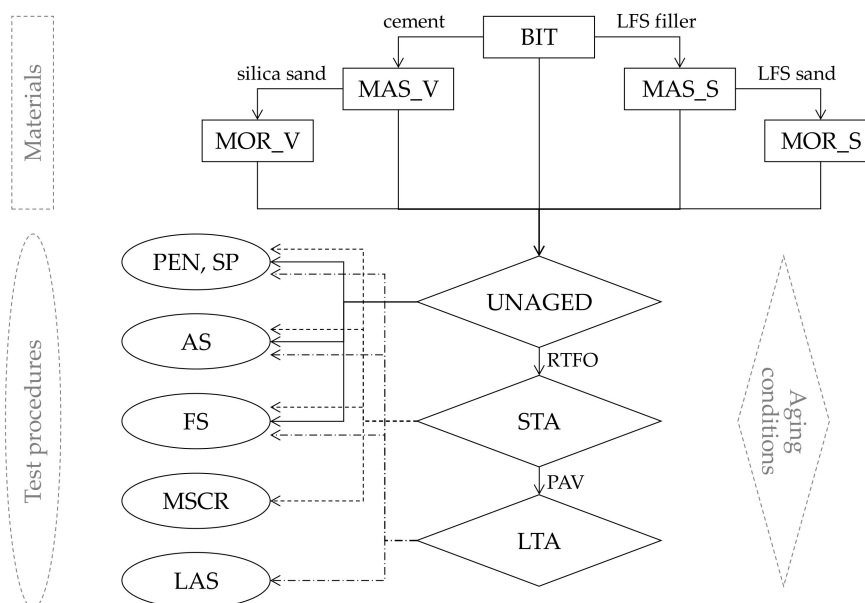 cement
BIT
LFS filler
silica sand
MAS_V
MAS_S
LFS sand
MOR_V
MOR_S
Materials
PEN, SP
UNAGED
AS
RTFO
FS
STA
MSCR
PAV
LAS
LTA
Test procedures
Aging
conditions